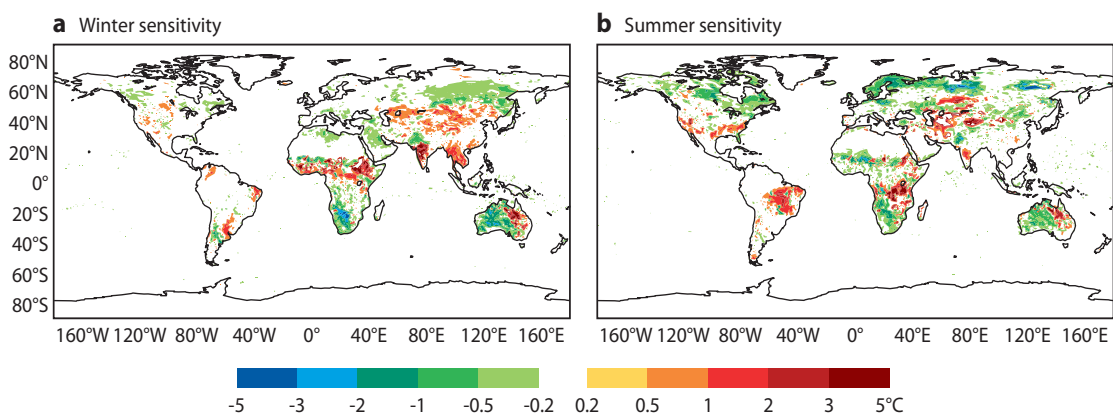 a Winter sensitivity
b Summer sensitivity
80°N
60°N
40°N
20°N
0°
20°S
40°S
60°S
80°S
160°W 120°W 80°W 40°W 0° 40°E 80°E 120°E 160°E
160°W 120°W 80°W 40°W 0° 40°E 80°E 120°E 160°E
-5 -3 -2 -1 -0.5 -0.2 0.2 0.5 1 2 3 5°C